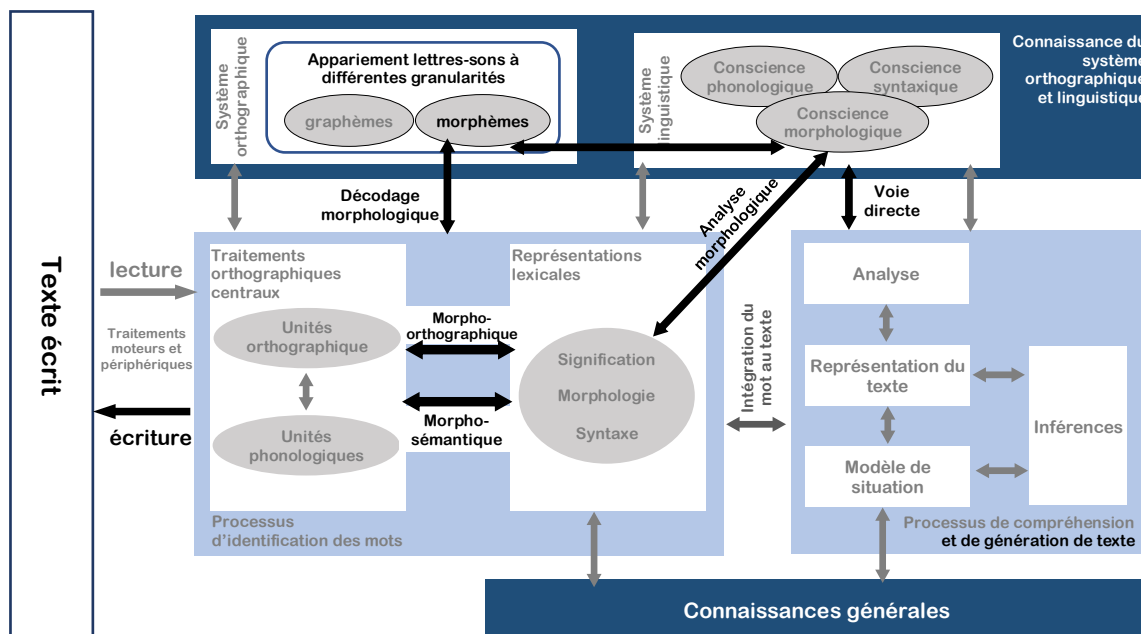 Texte écrit
lecture
Traitements
moteurs et
périphériques
écriture
Système
orthographique
Appariement lettres-sons à
différentes granularités
graphèmes
morphèmes
Système
linguistique
Conscience
phonologique
Conscience
syntaxique
Conscience
morphologique
Connaissance du
système
orthographique
et linguistique
Décodage
morphologique
Analyse
morphologique
Voie
directe
Traitements
orthographiques
centraux
Unités
orthographique
Unités
phonologiques
Morpho-
orthographique
Morpho-
sémantique
Représentations
lexicales
Signification
Morphologie
Syntaxe
Processus
d'identification des mots
Intégration du
mot au texte
Analyse
Représentation du
texte
Modèle de
situation
Inférences
Processus de compréhension
et de génération de texte
Connaissances générales